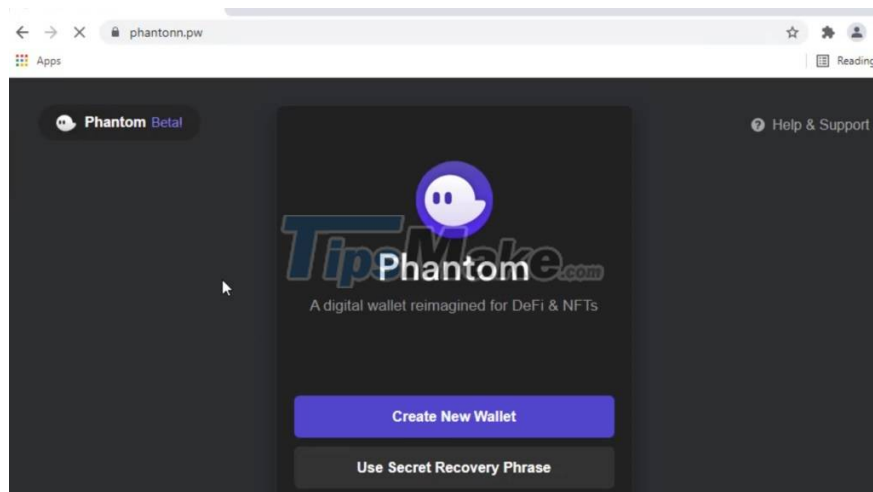 phantonn.pw
Apps
Reading
Phantom Beta!
Help & Support
TipsMake.com
Phantom
A digital wallet reimagined for DeFi & NFTs
Create New Wallet
Use Secret Recovery Phrase